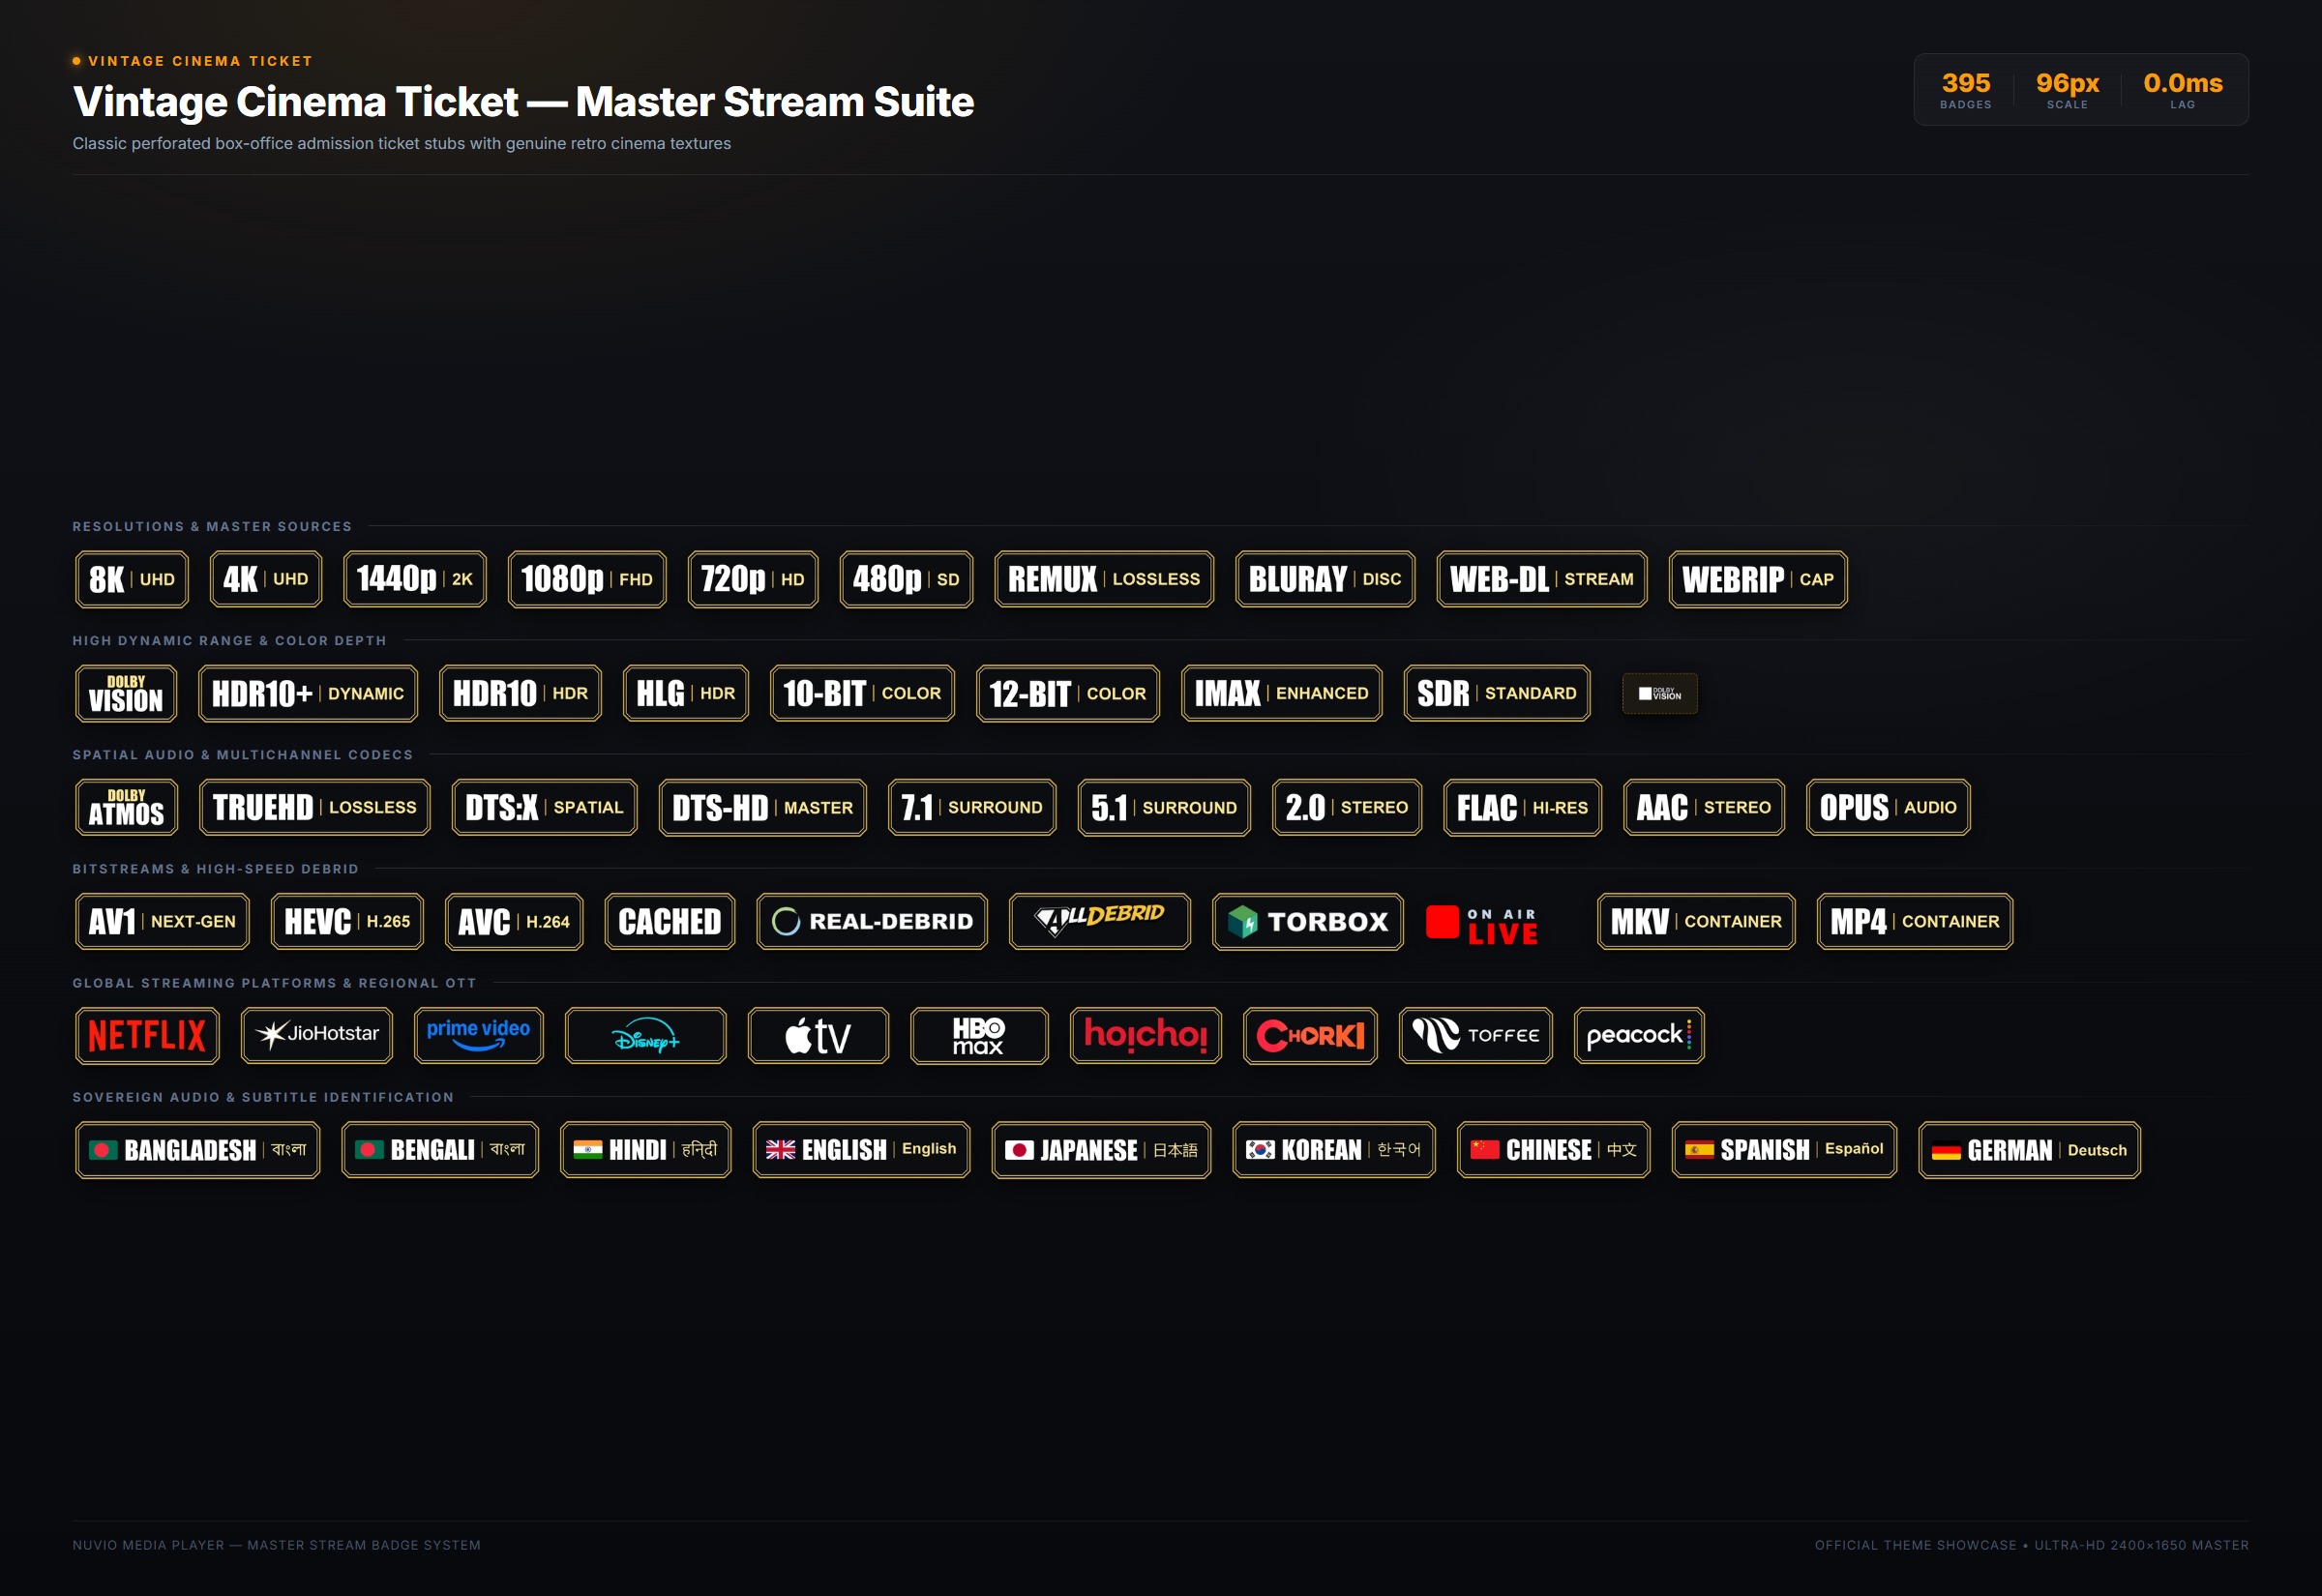 VINTAGE CINEMA TICKET
Vintage Cinema Ticket — Master Stream Suite
Classic perforated box-office admission ticket stubs with genuine retro cinema textures
395 96px 0.0ms
BADGES SCALE LAG
RESOLUTIONS & MASTER SOURCES
8K | UHD 4K | UHD 1440p | 2K 1080p | FHD 720p | HD 480p | SD REMUX | LOSSLESS BLURAY | DISC WEB-DL | STREAM WEBRIP | CAP
HIGH DYNAMIC RANGE & COLOR DEPTH
DOLBY VISION HDR10+ | DYNAMIC HDR10 | HDR HLG | HDR 10-BIT | COLOR 12-BIT | COLOR IMAX | ENHANCED SDR | STANDARD DOLBY VISION
SPATIAL AUDIO & MULTICHANNEL CODECS
DOLBY ATMOS TRUEHD | LOSSLESS DTS:X | SPATIAL DTS-HD | MASTER 7.1 | SURROUND 5.1 | SURROUND 2.0 | STEREO FLAC | HI-RES AAC | STEREO OPUS | AUDIO
BITSTREAMS & HIGH-SPEED DEBRID
AV1 | NEXT-GEN HEVC | H.265 AVC | H.264 CACHED REAL-DEBRID ALLDEBRID TORBOX ON AIR LIVE MKV | CONTAINER MP4 | CONTAINER
GLOBAL STREAMING PLATFORMS & REGIONAL OTT
NETFLIX JioHotstar prime video Disney+ tv HBO max hoichoi CHORKI TOFFEE peacock
SOVEREIGN AUDIO & SUBTITLE IDENTIFICATION
BANGLADESH | বাংলা BENGALI | বাংলা HINDI | हिन्दी ENGLISH | English JAPANESE | 日本語 KOREAN | 한국어 CHINESE | 中文 SPANISH | Español GERMAN | Deutsch
NUVIO MEDIA PLAYER — MASTER STREAM BADGE SYSTEM
OFFICIAL THEME SHOWCASE • ULTRA-HD 2400×1650 MASTER